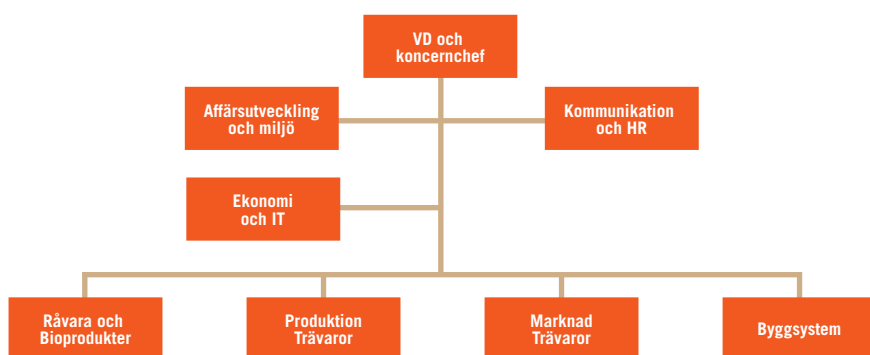 VD och
koncernchef
Affärsutveckling
och miljö
Kommunikation
och HR
Ekonomi
och IT
Råvara och
Bioprodukter
Produktion
Trävaror
Marknad
Trävaror
Byggsystem